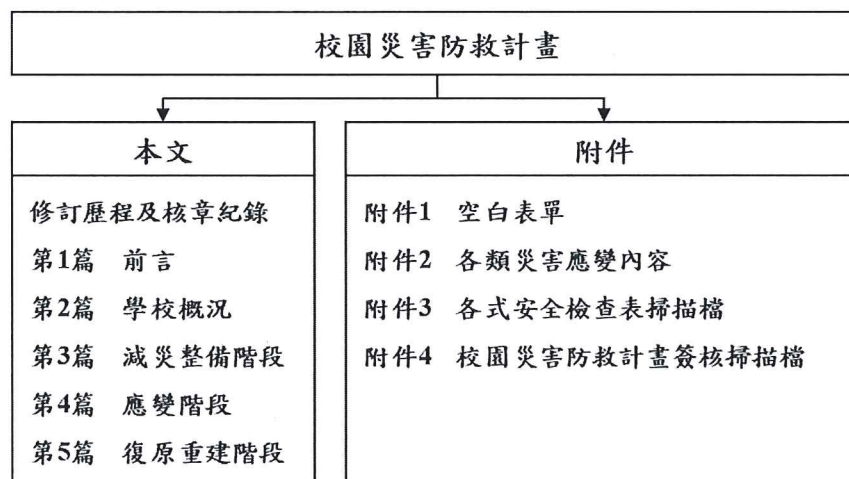 校園災害防救計畫
本文
修訂歷程及核章紀錄
第1篇 前言
第2篇 學校概況
第3篇 減災整備階段
第4篇 應變階段
第5篇 復原重建階段
附件
附件1 空白表單
附件2 各類災害應變內容
附件3 各式安全檢查表掃描檔
附件4 校園災害防救計畫簽核掃描檔